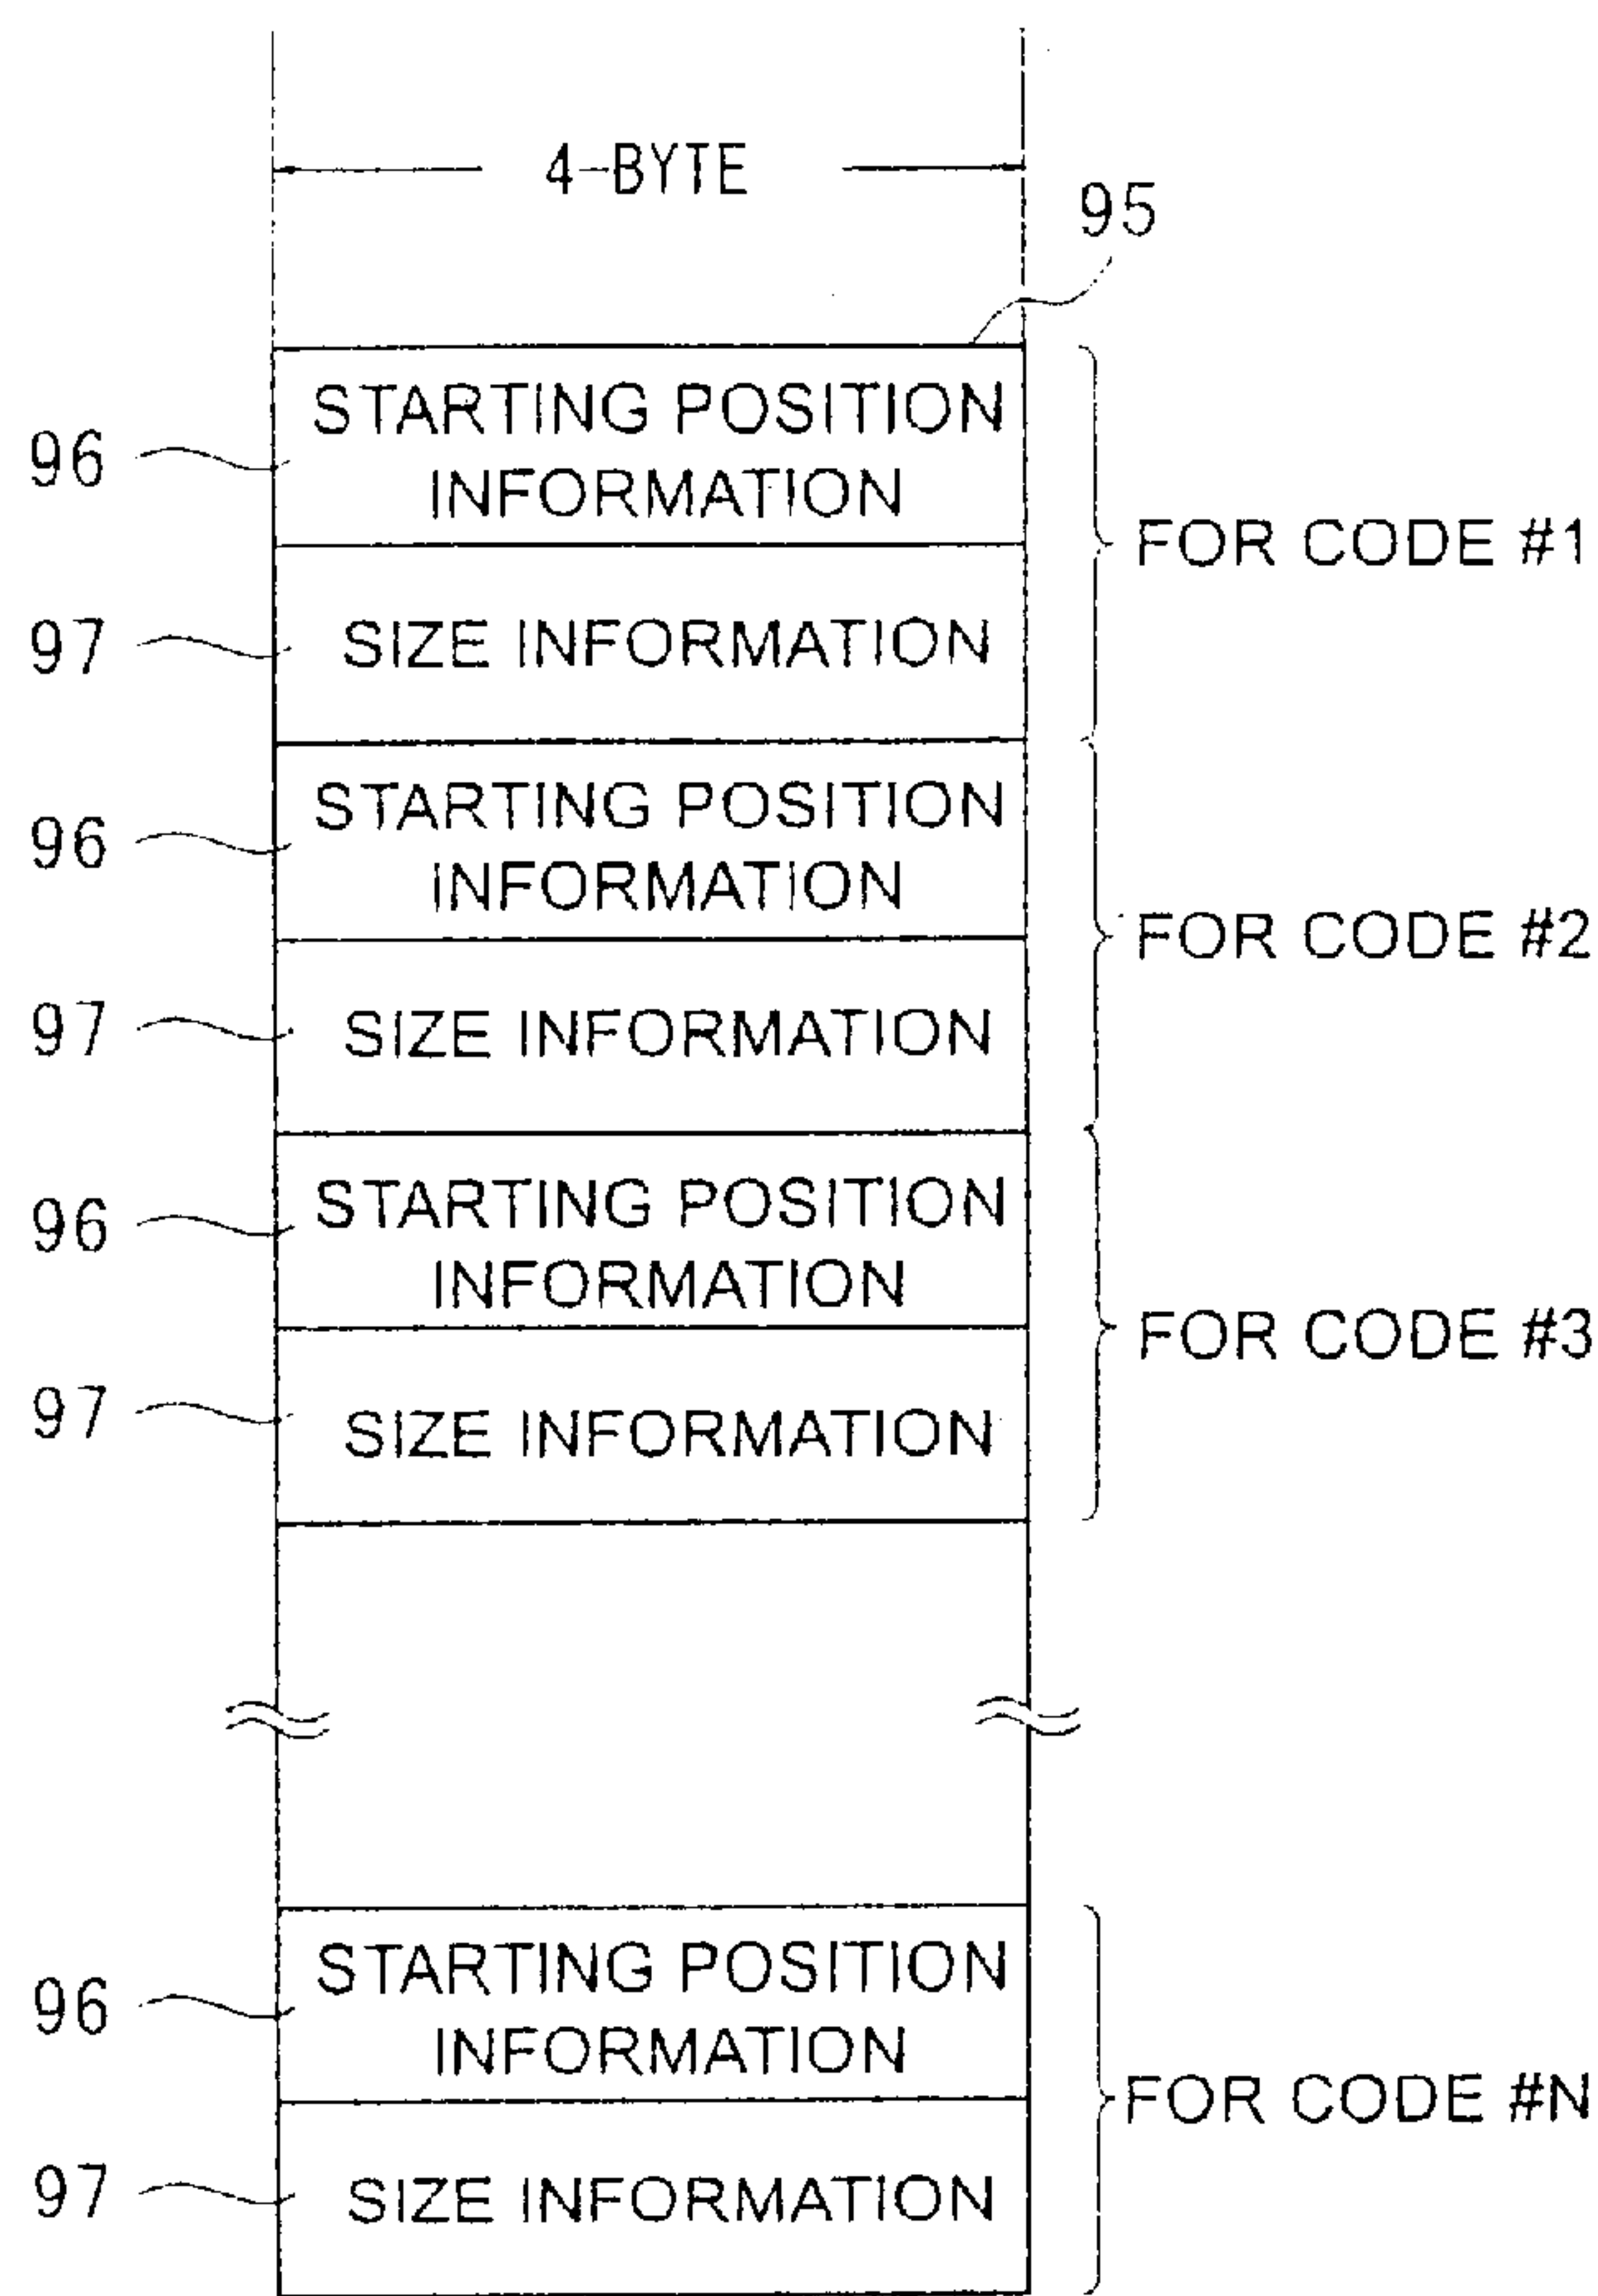 4-BYTE
95
STARTING POSITION
INFORMATION
96
FOR CODE #1
97
SIZE INFORMATION
STARTING POSITION
INFORMATION
96
FOR CODE #2
97
SIZE INFORMATION
STARTING POSITION
INFORMATION
96
FOR CODE #3
97
SIZE INFORMATION
STARTING POSITION
INFORMATION
96
FOR CODE #N
97
SIZE INFORMATION